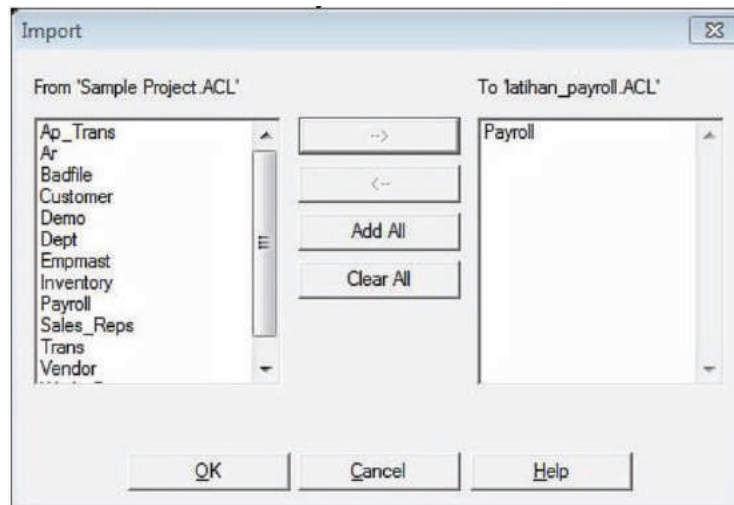 Import
From 'Sample Project.ACL'
To 'latihan_payroll.ACL'
Ap_Trans
Ar
Badfile
Customer
Demo
Dept
Empmast
Inventory
Payroll
Sales_Reps
Trans
Vendor
-->
<--
Add All
Clear All
Payroll
OK
Cancel
Help